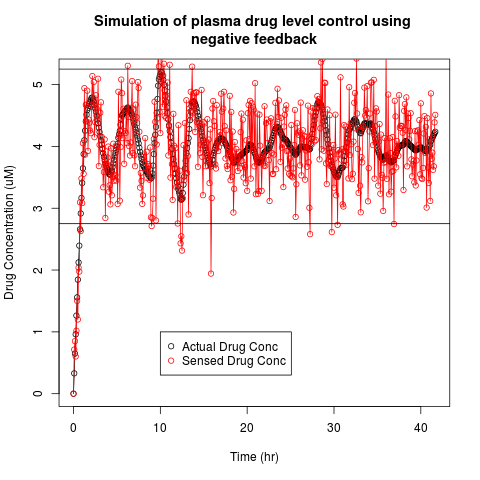 Simulation of plasma drug level control using
negative feedback
Drug Concentration (uM)
5
4
3
2
1
0
Actual Drug Conc
Sensed Drug Conc
0 10 20 30 40
Time (hr)